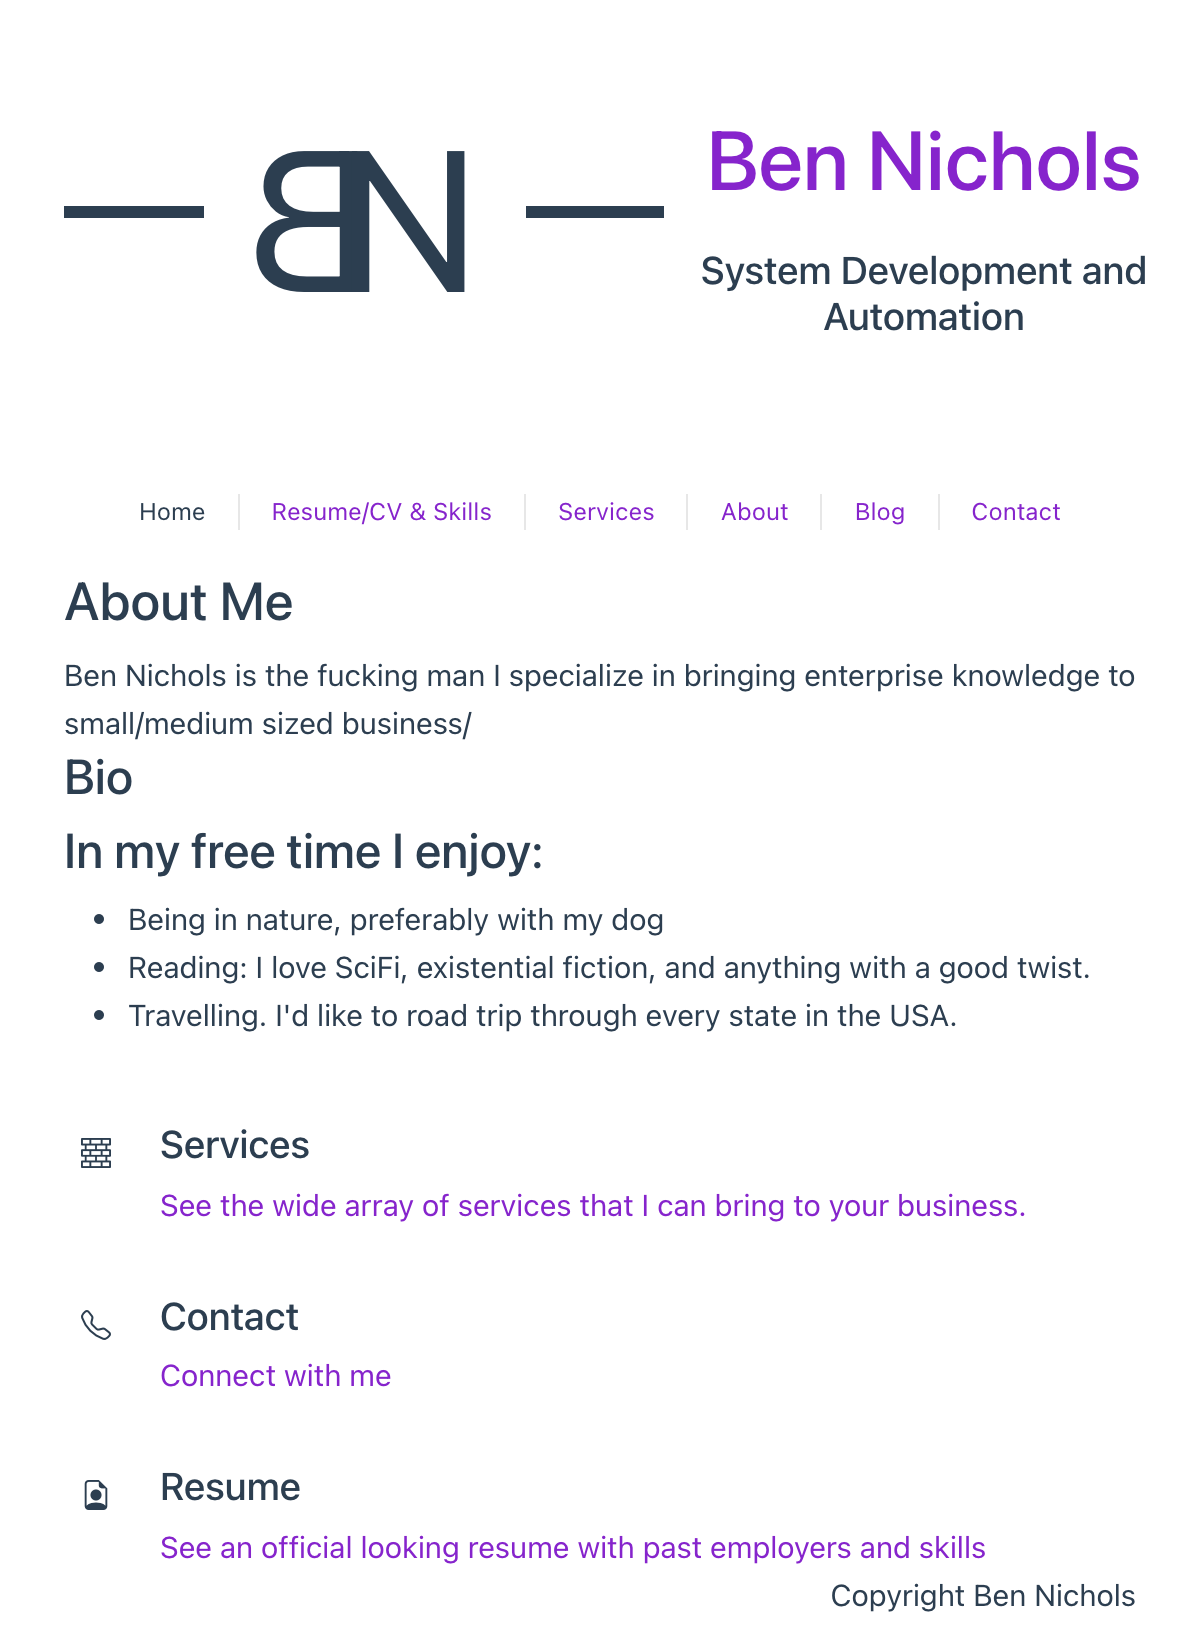 BN
Ben Nichols
System Development and
Automation
Home
Resume/CV & Skills
Services
About
Blog
Contact
About Me
Ben Nichols is the fucking man I specialize in bringing enterprise knowledge to
small/medium sized business/
Bio
In my free time I enjoy:
• Being in nature, preferably with my dog
• Reading: I love SciFi, existential fiction, and anything with a good twist.
• Travelling. I'd like to road trip through every state in the USA.
Services
See the wide array of services that I can bring to your business.
Contact
Connect with me
Resume
See an official looking resume with past employers and skills
Copyright Ben Nichols